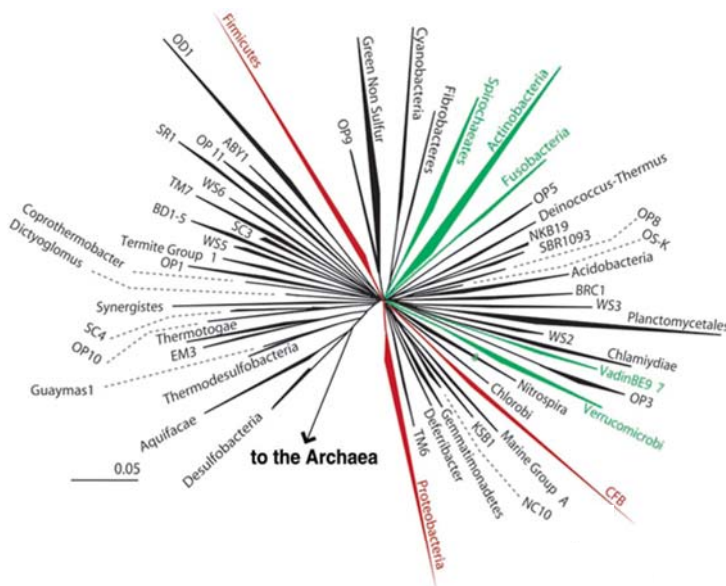 OD1
Firmicutes
Green Non Sulfur
Cyanobacteria
Fibrobacteres
Spirochaeates
Actinobacteria
Fusobacteria
OP9
SR1
OP 11
ABY1
TM7
WS6
BD1-5
SC3
WS5
Termite Group 1
OP1
Coprothermobacter
Dictyoglomus
Synergistes
SC4
OP10
Thermotogae
EM3
Guaymas1
Thermodesulfobacteria
Aquifacae
Desulfobacteria
to the Archaea
0.05
OP5
Deinococcus-Thermus
NKB19
SBR1093
OP8
OS-K
Acidobacteria
BRC1
WS3
Planctomycetales
WS2
Chlamiydiae
VadinBE9 7
OP3
Verrucomicrobi
Nitrospira
Chlorobi
CFB
KSB1
Marine Group A
NC10
Gemmatimonadetes
Deferribacter
TM6
Proteobacteria